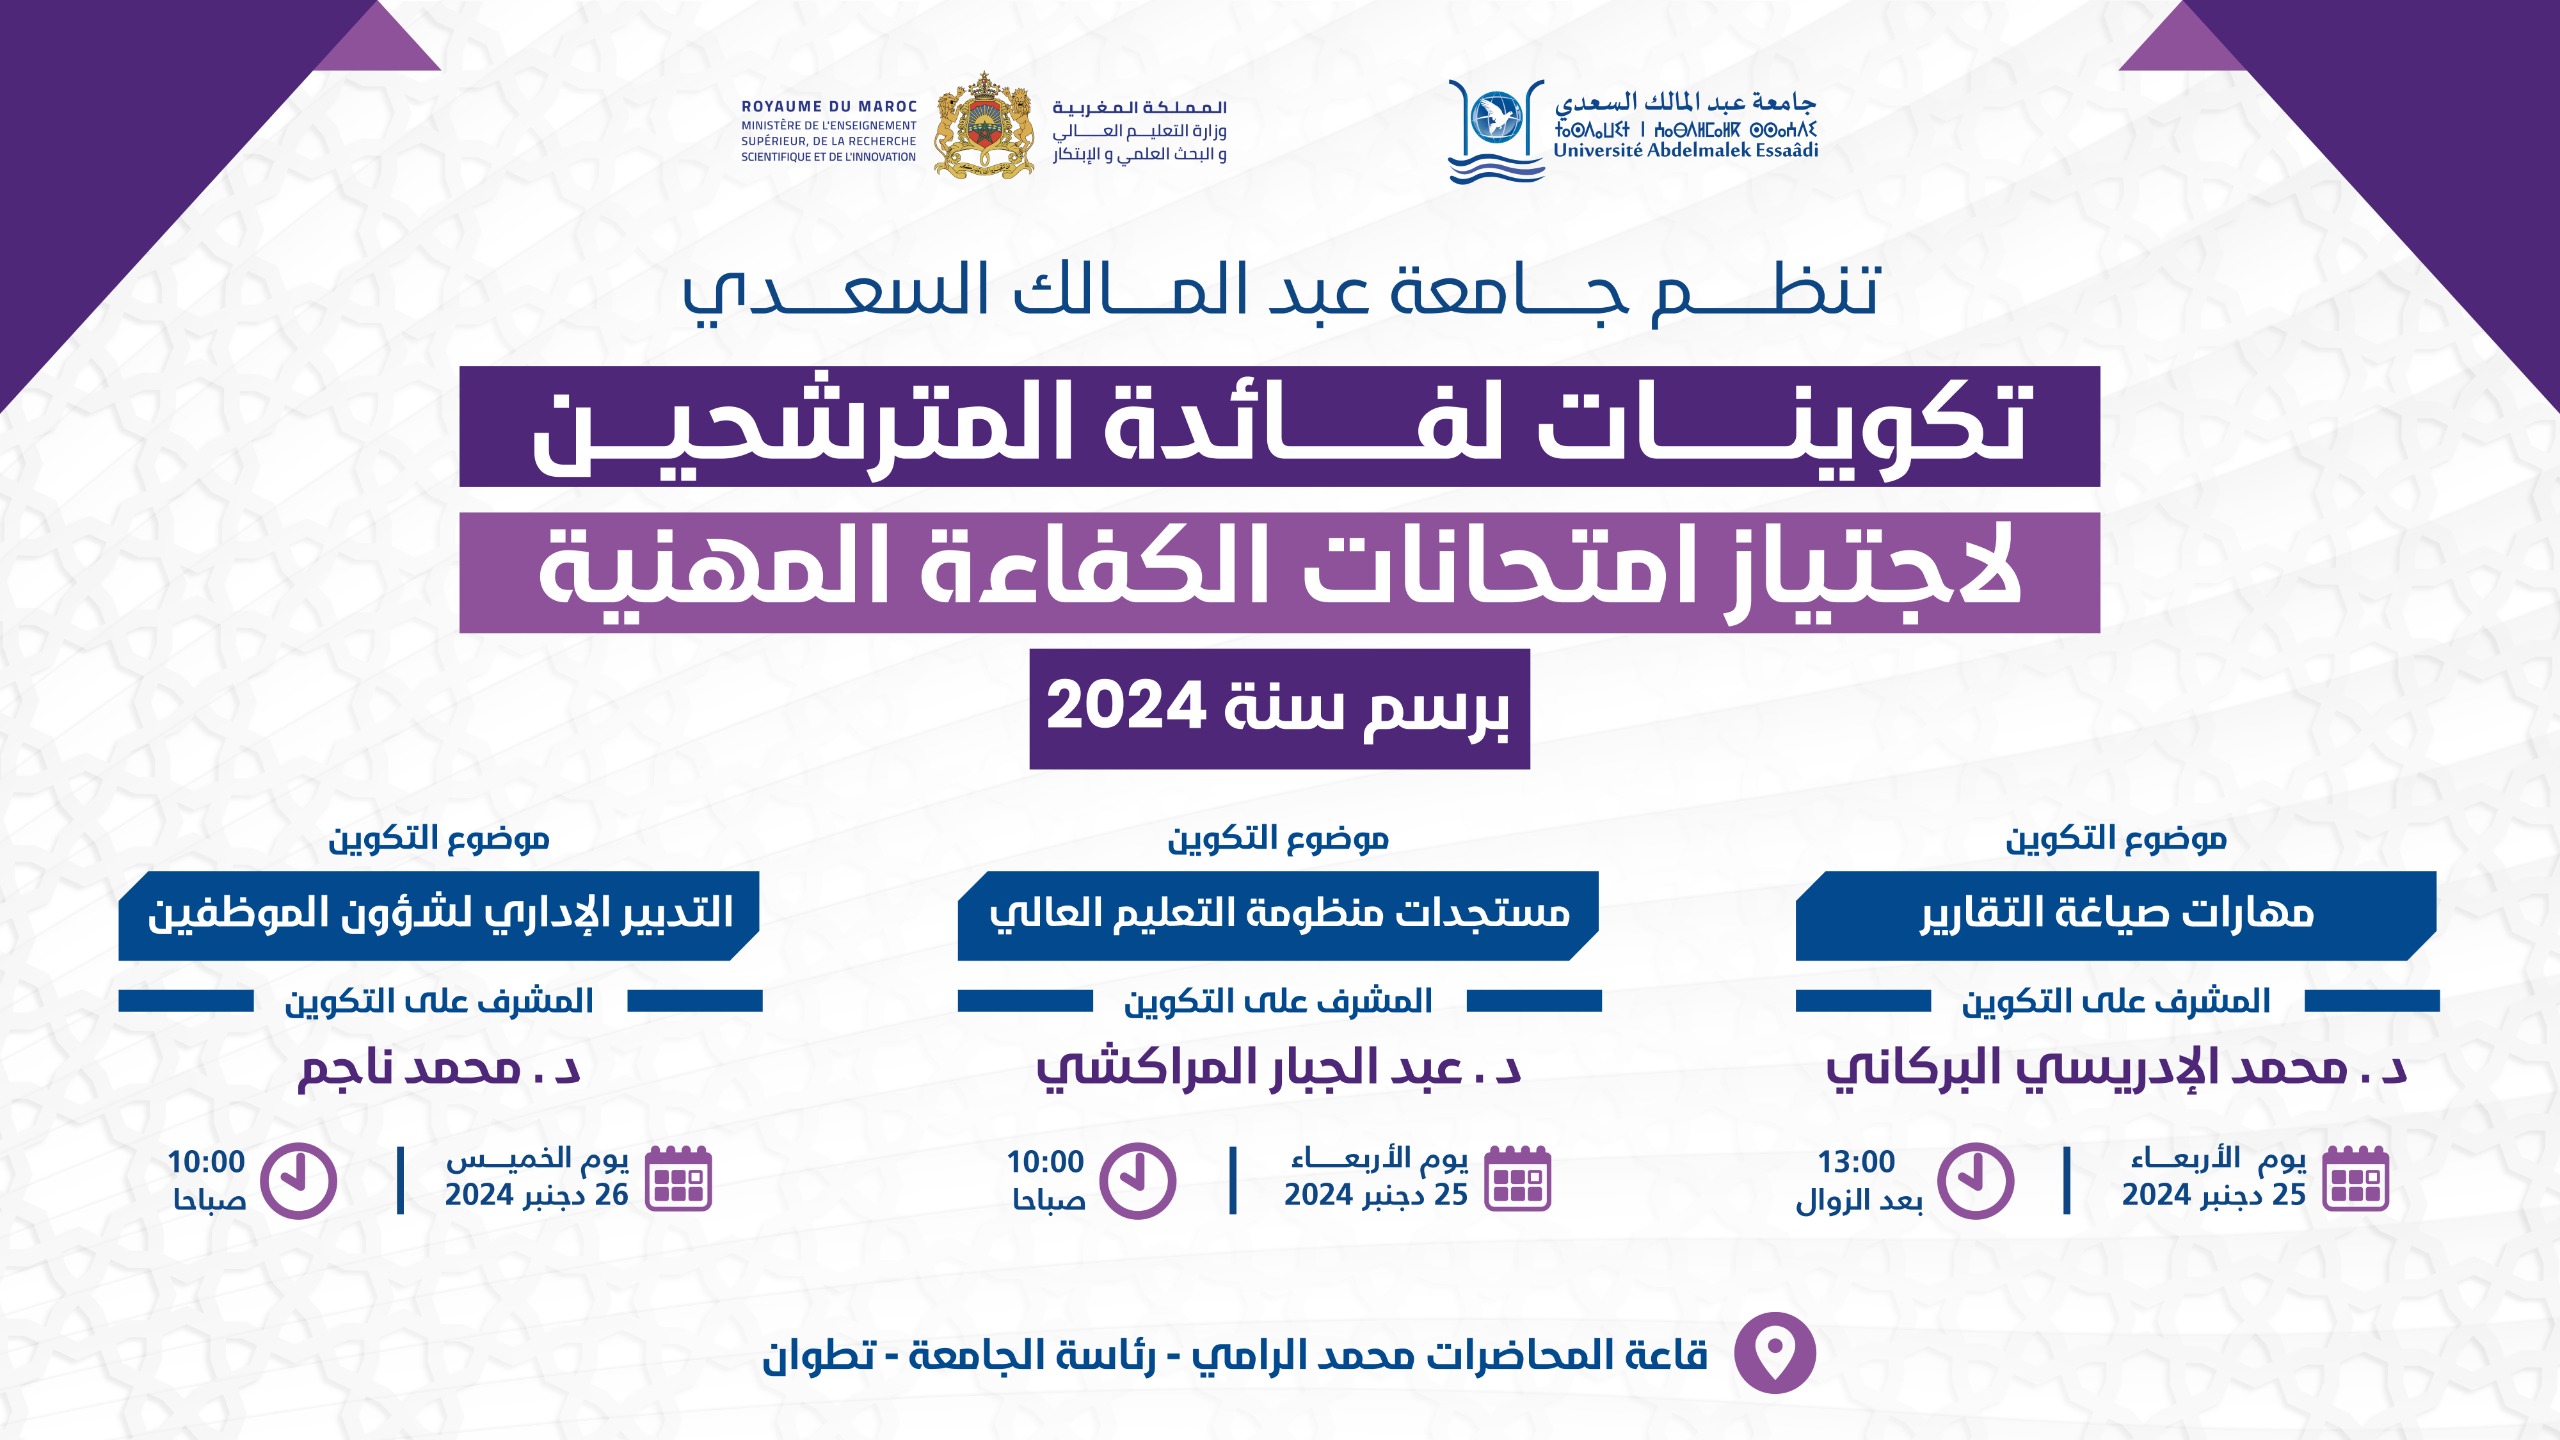 المملكة المغربية
وزارة التعليم العالي
و البحث العلمي و الإبتكار
ROYAUME DU MAROC
MINISTÈRE DE L'ENSEIGNEMENT
SUPÉRIEUR, DE LA RECHERCHE
SCIENTIFIQUE ET DE L'INNOVATION
جامعة عبد المالك السعدي
ⵜⴰⵙⴷⴰⵡⵉⵜ ⵏ ⵄⴰⴱⴷⵍⵎⴰⵍⴽ ⵙⵙⴰⵄⴷⵉ
Université Abdelmalek Essaâdi
تنظم جامعة عبد المالك السعدي
تكوينات لفائدة المترشحين
لاجتياز امتحانات الكفاءة المهنية
برسم سنة 2024
موضوع التكوين
مهارات صياغة التقارير
المشرف على التكوين
د . محمد الإدريسي البركاني
يوم الأربعاء
25 دجنبر 2024
13:00
بعد الزوال
موضوع التكوين
مستجدات منظومة التعليم العالي
المشرف على التكوين
د . عبد الجبار المراكشي
يوم الأربعاء
25 دجنبر 2024
10:00
صباحا
موضوع التكوين
التدبير الإداري لشؤون الموظفين
المشرف على التكوين
د . محمد ناجم
يوم الخميس
26 دجنبر 2024
10:00
صباحا
قاعة المحاضرات محمد الرامي - رئاسة الجامعة - تطوان